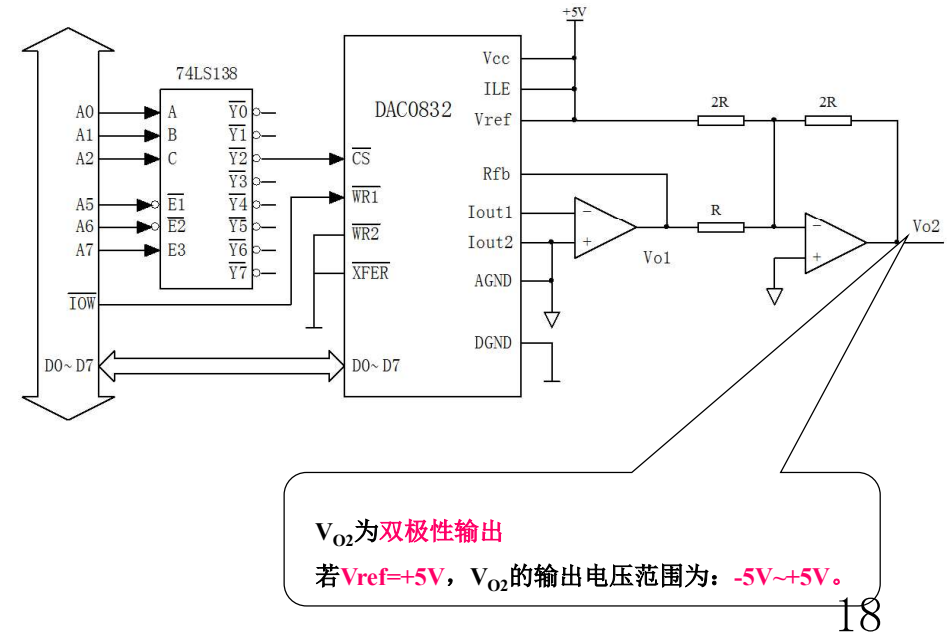 +5V
74LS138
DAC0832
Vcc
ILE
Vref
2R
2R
A0
A
Y0
A1
B
Y1
A2
C
Y2
CS
Y3
Rfb
A5
E1
Y4
WR1
Iout1
R
A6
E2
Y5
WR2
Iout2
Vo1
Vo2
A7
E3
Y6
Y7
XFER
AGND
IOW
DGND
D0~D7
D0~D7
− +
− +
VO2为双极性输出
若Vref=+5V，VO2的输出电压范围为：-5V~+5V。
18